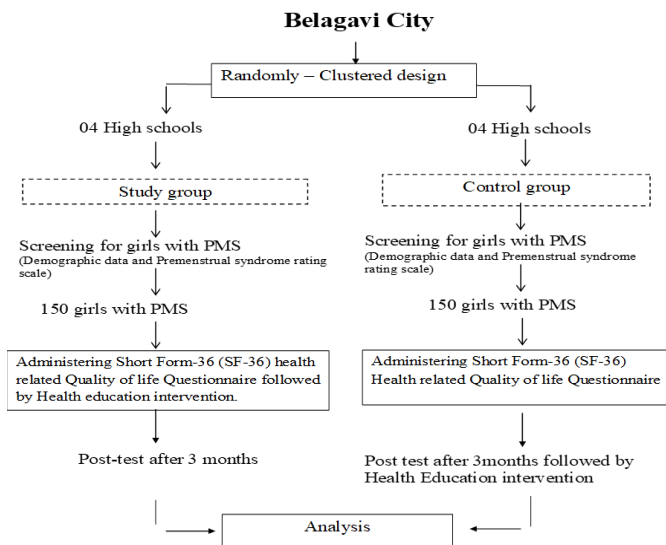 Belagavi City
Randomly – Clustered design
04 High schools
04 High schools
Study group
Control group
Screening for girls with PMS
(Demographic data and Premenstrual syndrome rating
scale)
Screening for girls with PMS
(Demographic data and Premenstrual syndrome
rating scale)
150 girls with PMS
150 girls with PMS
Administering Short Form-36 (SF-36) health
related Quality of life Questionnaire followed
by Health education intervention.
Administering Short Form-36 (SF-36)
Health related Quality of life Questionnaire
Post-test after 3 months
Post test after 3months followed by
Health Education intervention
Analysis